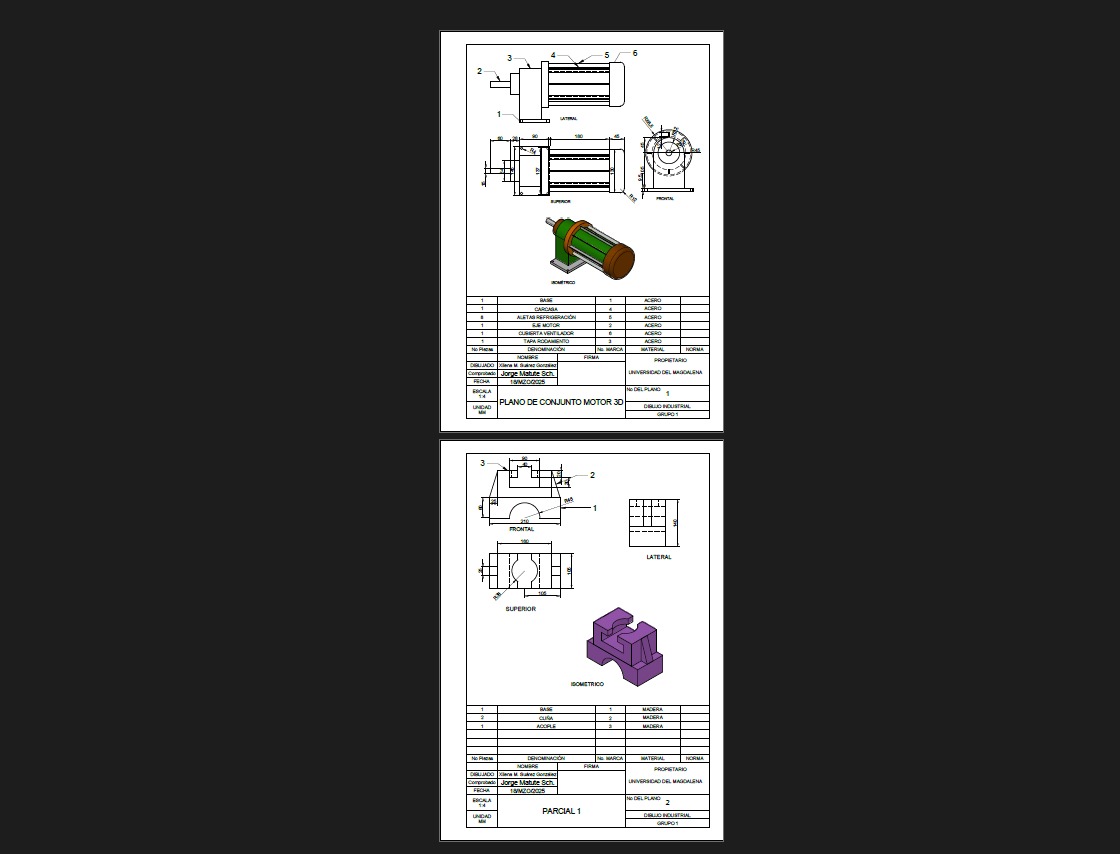 3 4 5 6
2
1
LATERAL
60 26 90 180 45
SUPERIOR
FRONTAL
ISOMÉTRICO
1 BASE 1 ACERO
1 CARCASA 4 ACERO
8 ALETAS REFRIGERACIÓN 5 ACERO
1 EJE MOTOR 2 ACERO
1 CUBIERTA VENTILADOR 6 ACERO
1 TAPA RODAMIENTO 3 ACERO
No Piezas DENOMINACIÓN No. MARCA MATERIAL NORMA
NOMBRE FIRMA
PROPIETARIO
DIBUJADO Xilena M. Suárez González
Comprobado Jorge Matute Sch.
UNIVERSIDAD DEL MAGDALENA
FECHA 18/MZO/2025
ESCALA
1:4
No DEL PLANO
1
PLANO DE CONJUNTO MOTOR 3D
UNIDAD
MM
DIBUJO INDUSTRIAL
GRUPO 1
90
3 40
2
R45
1
210
FRONTAL
140
LATERAL
160
105
105
SUPERIOR
ISOMETRICO
1 BASE 1 MADERA
2 CUÑA 2 MADERA
1 ACOPLE 3 MADERA
No Piezas DENOMINACIÓN No. MARCA MATERIAL NORMA
NOMBRE FIRMA
PROPIETARIO
DIBUJADO Xilena M. Suárez González
Comprobado Jorge Matute Sch.
UNIVERSIDAD DEL MAGDALENA
FECHA 18/MZO/2025
ESCALA
1:4
No DEL PLANO
2
PARCIAL 1
UNIDAD
MM
DIBUJO INDUSTRIAL
GRUPO 1